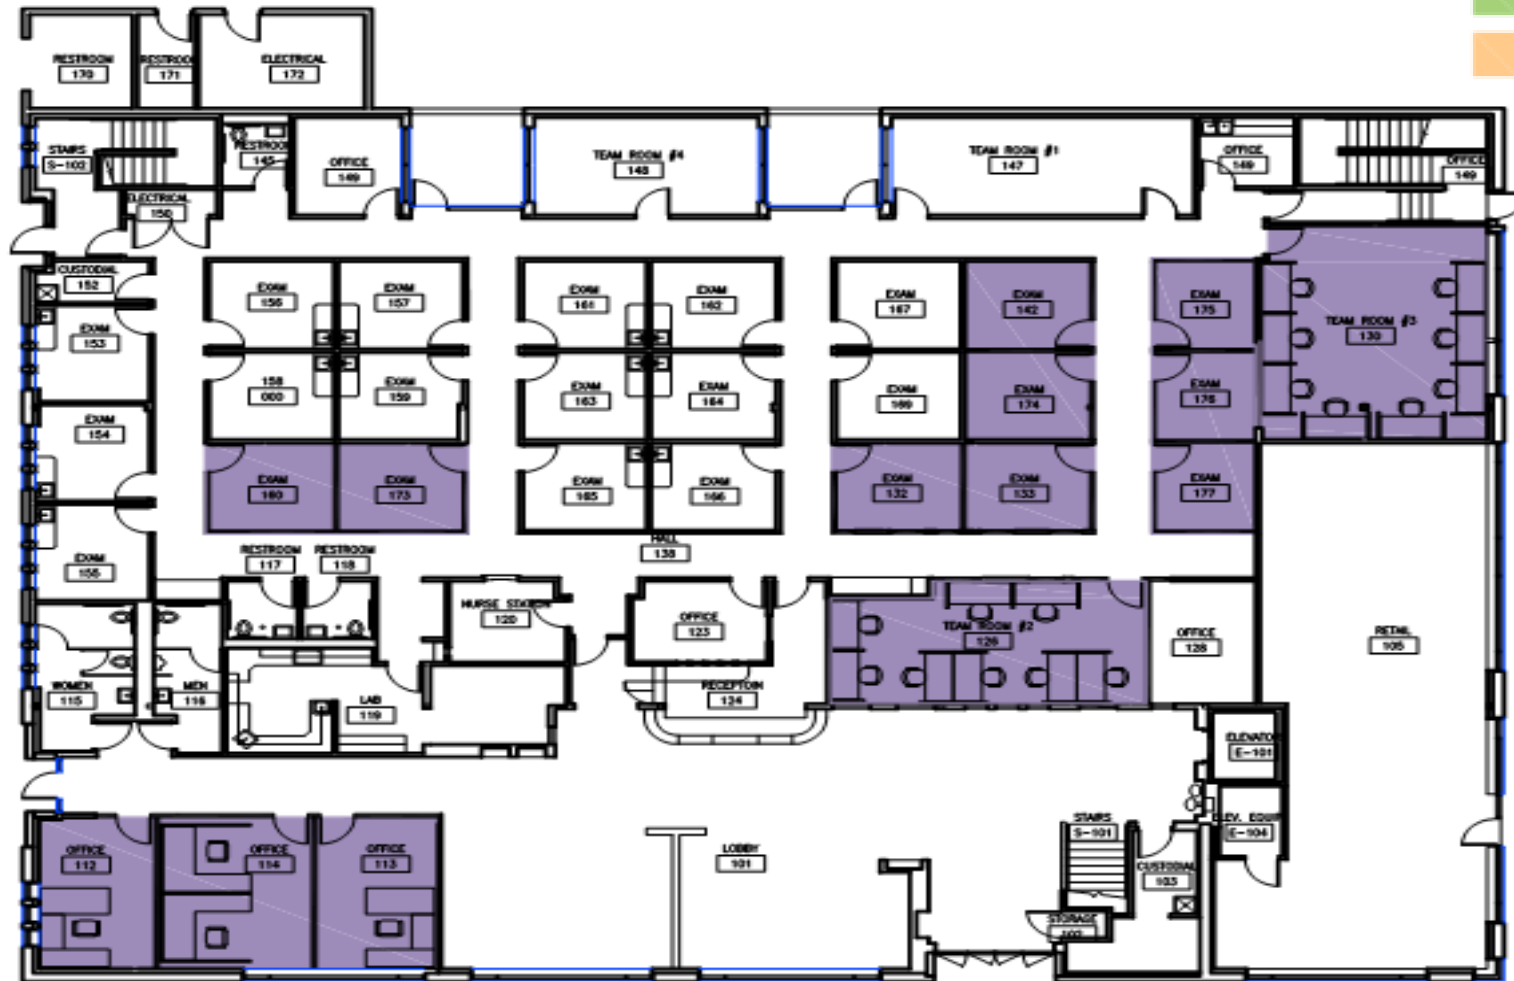 RESTROOM
170
RESTROOM
171
ELECTRICAL
172
STAIRS
S-102
RESTROOM
145
OFFICE
149
TEAM ROOM #4
148
TEAM ROOM #1
147
OFFICE
149
OFFICE
149
ELECTRICAL
150
CUSTODIAL
152
EXAM
153
EXAM
154
EXAM
155
EXAM
156
EXAM
157
158
000
EXAM
159
EXAM
160
EXAM
173
EXAM
161
EXAM
162
EXAM
163
EXAM
164
EXAM
165
EXAM
166
EXAM
167
EXAM
142
EXAM
169
EXAM
174
EXAM
132
EXAM
133
EXAM
175
EXAM
176
EXAM
177
TEAM ROOM #3
130
HALL
138
RESTROOM
117
RESTROOM
118
NURSE STATION
120
OFFICE
123
TEAM ROOM #2
126
OFFICE
128
RETAIL
105
WOMEN
115
MEN
116
LAB
119
RECEPTOIN
124
ELEVATOR
E-101
ELEV. EQUIP
E-104
OFFICE
112
OFFICE
114
OFFICE
113
LOBBY
101
STAIRS
S-101
CUSTODIAL
103
STORAGE
102